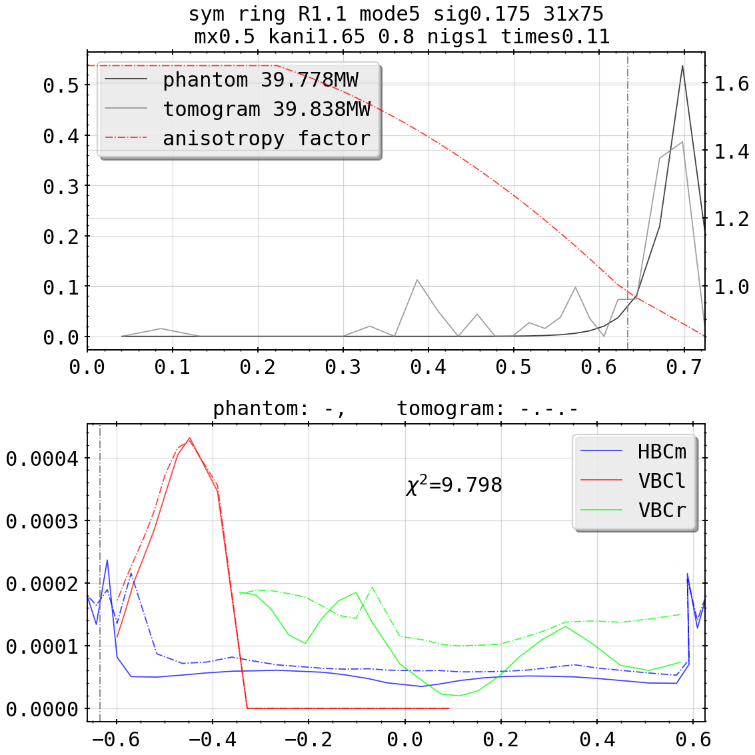 sym ring R1.1 mode5 sig0.175 31x75
mx0.5 kani1.65 0.8 nigs1 times0.11
phantom 39.778MW
tomogram 39.838MW
anisotropy factor
0.5
0.4
0.3
0.2
0.1
0.0
1.6
1.4
1.2
1.0
0.0 0.1 0.2 0.3 0.4 0.5 0.6 0.7
phantom: -, tomogram: -.-.-
HBCm
VBCl
VBCr
χ²=9.798
0.0004
0.0003
0.0002
0.0001
0.0000
−0.6 −0.4 −0.2 0.0 0.2 0.4 0.6